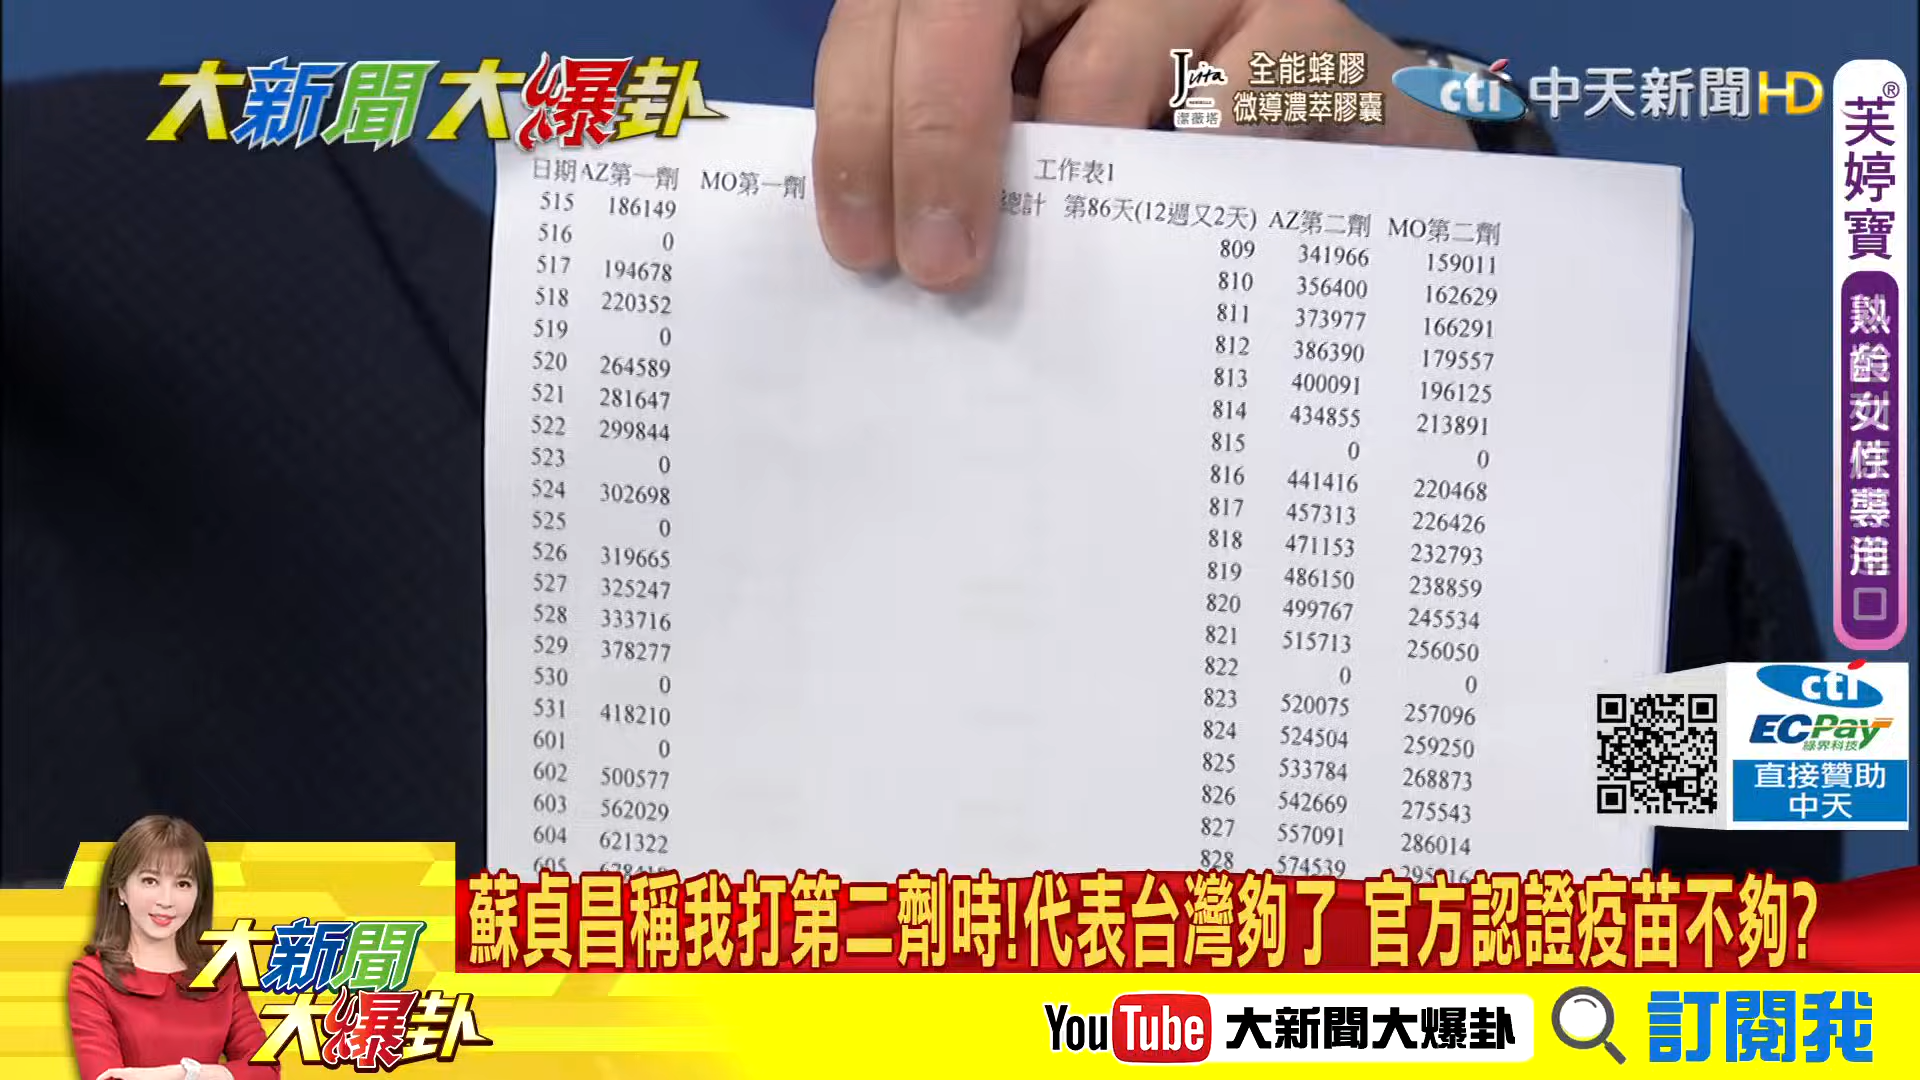 大新聞大爆卦
Jvita
潔薇塔
全能蜂膠
微導濃萃膠囊
cti 中天新聞HD
芙婷寶®
工作表1
日期 AZ第一劑 MO第一劑 總計 第86天(12週又2天) AZ第二劑 MO第二劑
515 186149 809 341966 159011
516 0 810 356400 162629
517 194678 811 373977 166291
518 220352 812 386390 179557
519 0 813 400091 196125
520 264589 814 434855 213891
521 281647 815 0 0
522 299844 816 441416 220468
523 0 817 457313 226426
524 302698 818 471153 232793
525 0 819 486150 238859
526 319665 820 499767 245534
527 325247 821 515713 256050
528 333716 822 0 0
529 378277 823 520075 257096
530 0 824 524504 259250
531 418210 825 533784 268873
601 0 826 542669 275543
602 500577 827 557091 286014
603 562029 828 574539
604 621322
605
cti
ECPay
綠界科技
直接贊助
中天
蘇貞昌稱我打第二劑時!代表台灣夠了 官方認證疫苗不夠?
大新聞
大爆卦
YouTube 大新聞大爆卦 訂閱我